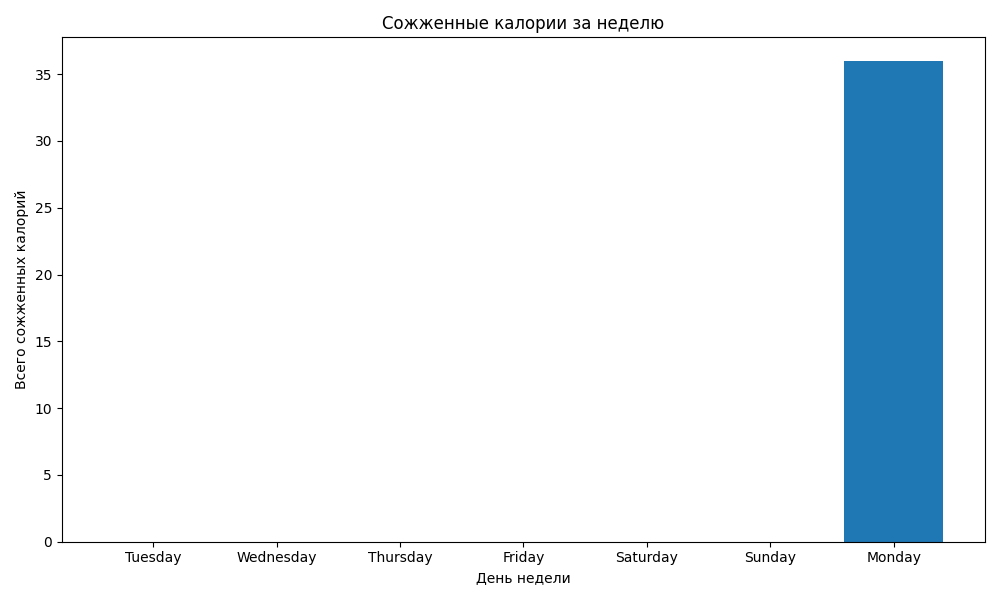 Сожженные калории за неделю
Всего сожженных калорий
35
30
25
20
15
10
5
0
Tuesday Wednesday Thursday Friday Saturday Sunday Monday
День недели